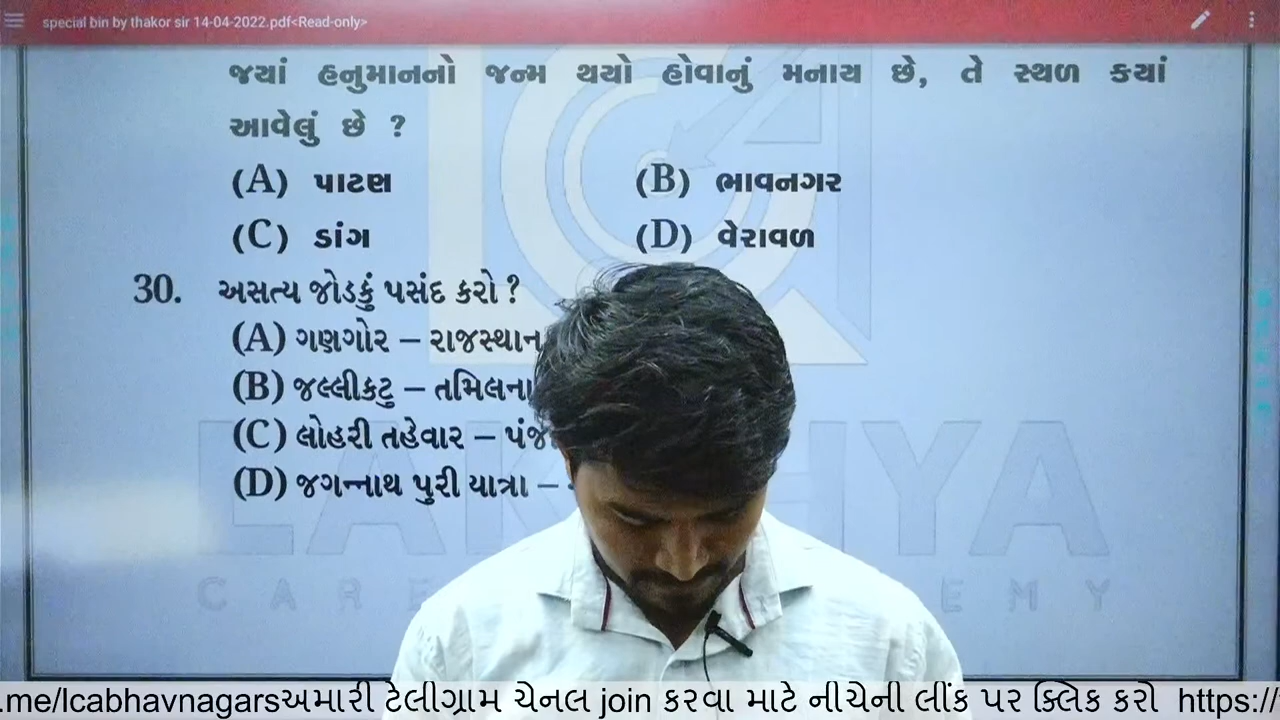 special bin by thakor sir 14-04-2022.pdf<Read-only>
જયાં હનુમાનનો જન્મ થયો હોવાનું મનાય છે, તે સ્થળ કયાં
આવેલું છે ?
(A) પાટણ (B) ભાવનગર
(C) ડાંગ (D) વેરાવળ
30. અસત્ય જોડકું પસંદ કરો ?
(A) ગણગોર – રાજસ્થાન
(B) જલ્લીકટુ –
(C) લોહરી તહેવાર –
(D) જગન્નાથ પુરી યાત્રા –
LAKHYA
.me/lcabhavnagarsઅમારી ટેલીગ્રામ ચેનલ join કરવા માટે નીચેની લીંક પર ક્લિક કરો https:/